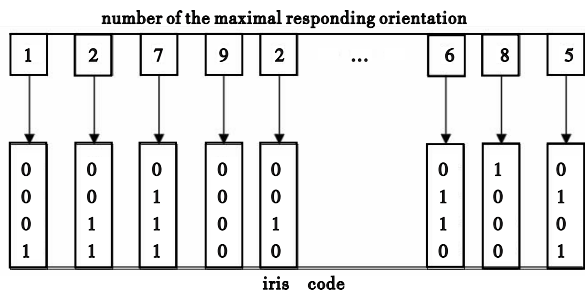 number of the maximal responding orientation
1 2 7 9 2 ... 6 8 5
0 0 0 0 0 0 1 0
0 0 1 0 0 1 0 1
0 1 1 0 1 1 0 0
1 1 1 0 0 0 0 1
iris code